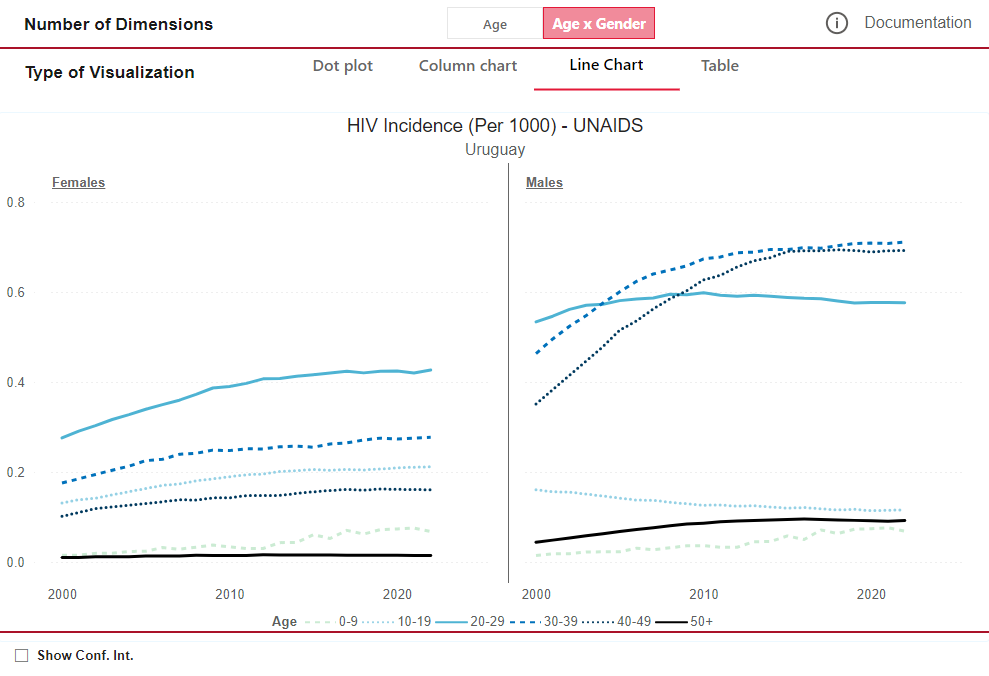 Number of Dimensions
Age
Age x Gender
Documentation
Type of Visualization
Dot plot
Column chart
Line Chart
Table
HIV Incidence (Per 1000) - UNAIDS
Uruguay
Females
Males
0.8
0.6
0.4
0.2
0.0
2000
2010
2020
2000
2010
2020
Age 0-9 10-19 20-29 30-39 40-49 50+
Show Conf. Int.